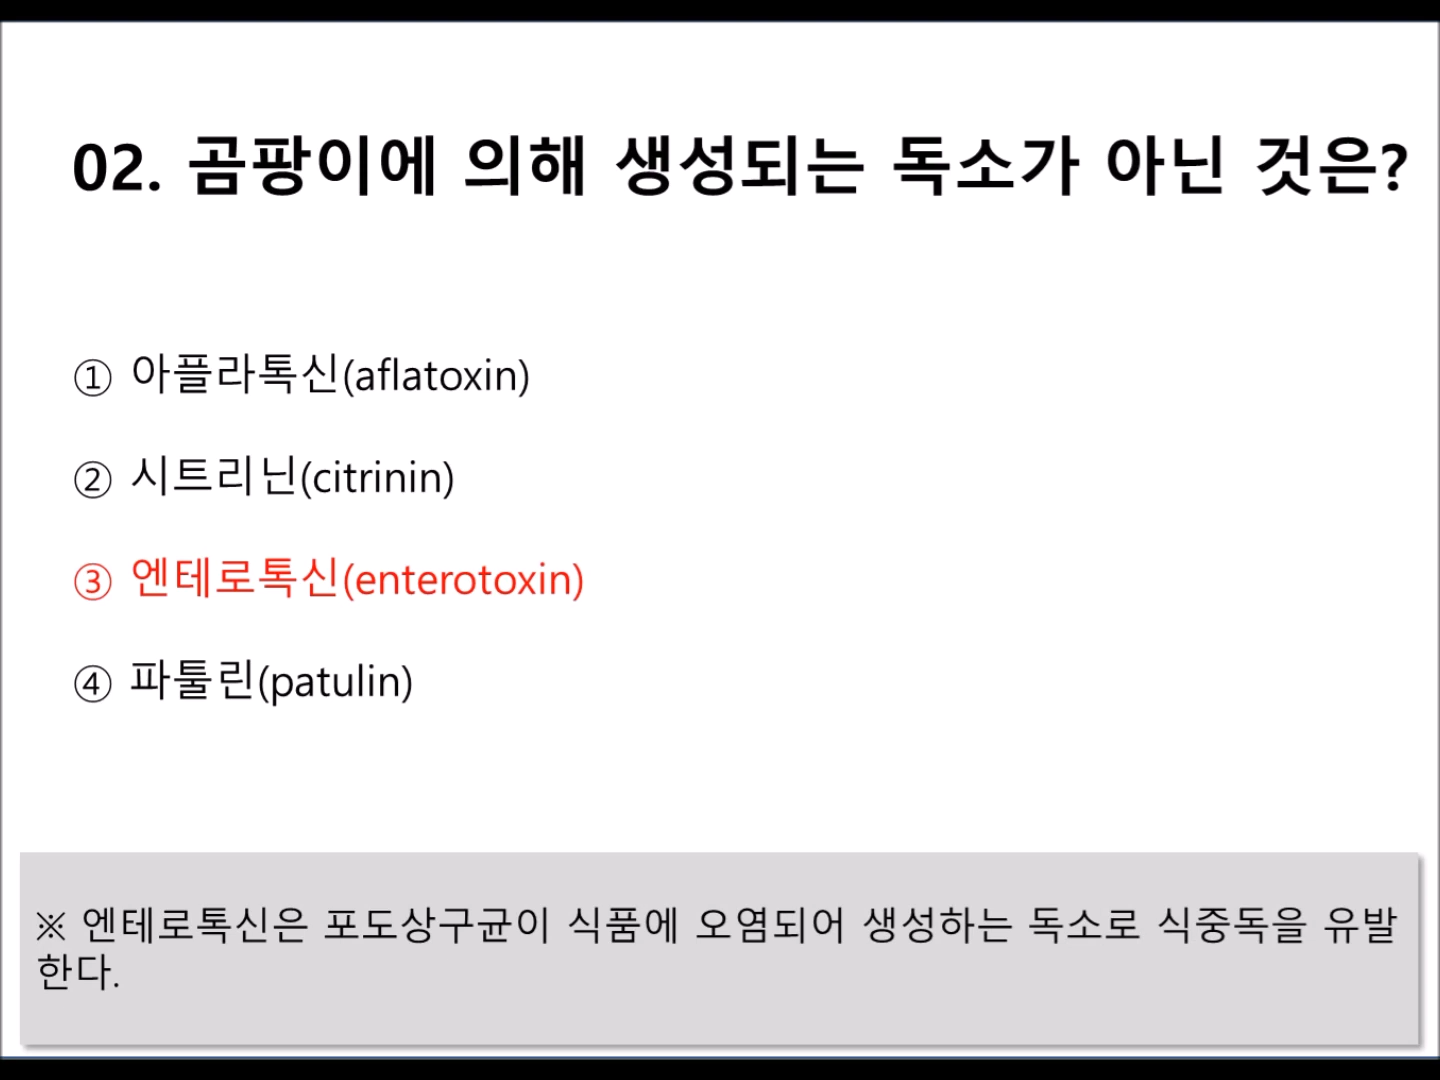 02. 곰팡이에 의해 생성되는 독소가 아닌 것은?
① 아플라톡신(aflatoxin)
② 시트리닌(citrinin)
③ 엔테로톡신(enterotoxin)
④ 파툴린(patulin)
※ 엔테로톡신은 포도상구균이 식품에 오염되어 생성하는 독소로 식중독을 유발
한다.